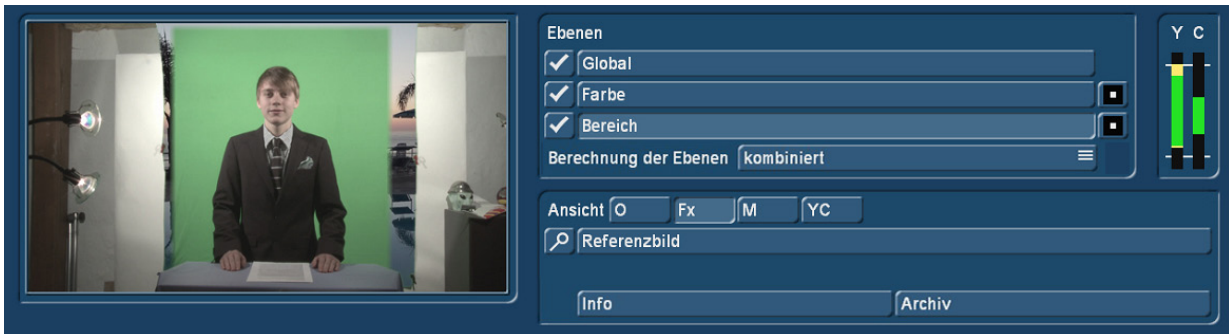 Ebenen
Global
Farbe
Bereich
Berechnung der Ebenen kombiniert
Y C
Ansicht O Fx M YC
Referenzbild
Info Archiv